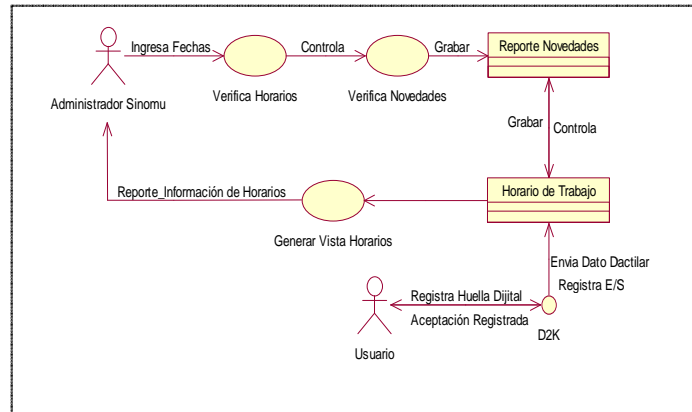 Ingresa Fechas
Controla
Grabar
Reporte Novedades
Administrador Sinomu
Verifica Horarios
Verifica Novedades
Grabar
Controla
Reporte_Información de Horarios
Horario de Trabajo
Generar Vista Horarios
Envia Dato Dactilar
Registra E/S
Registra Huella Dijital
Aceptación Registrada
D2K
Usuario